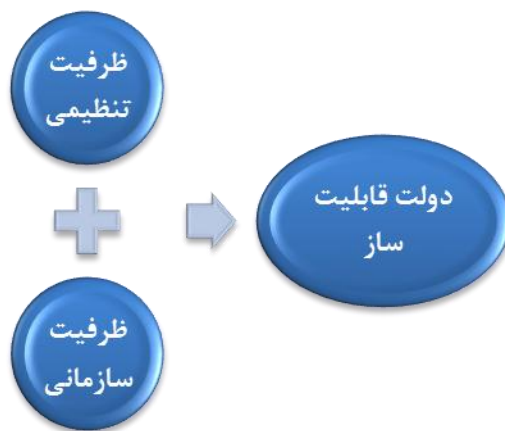 ظرفیت
تنظیمی
دولت قابلیت
ساز
ظرفیت
سازمانی